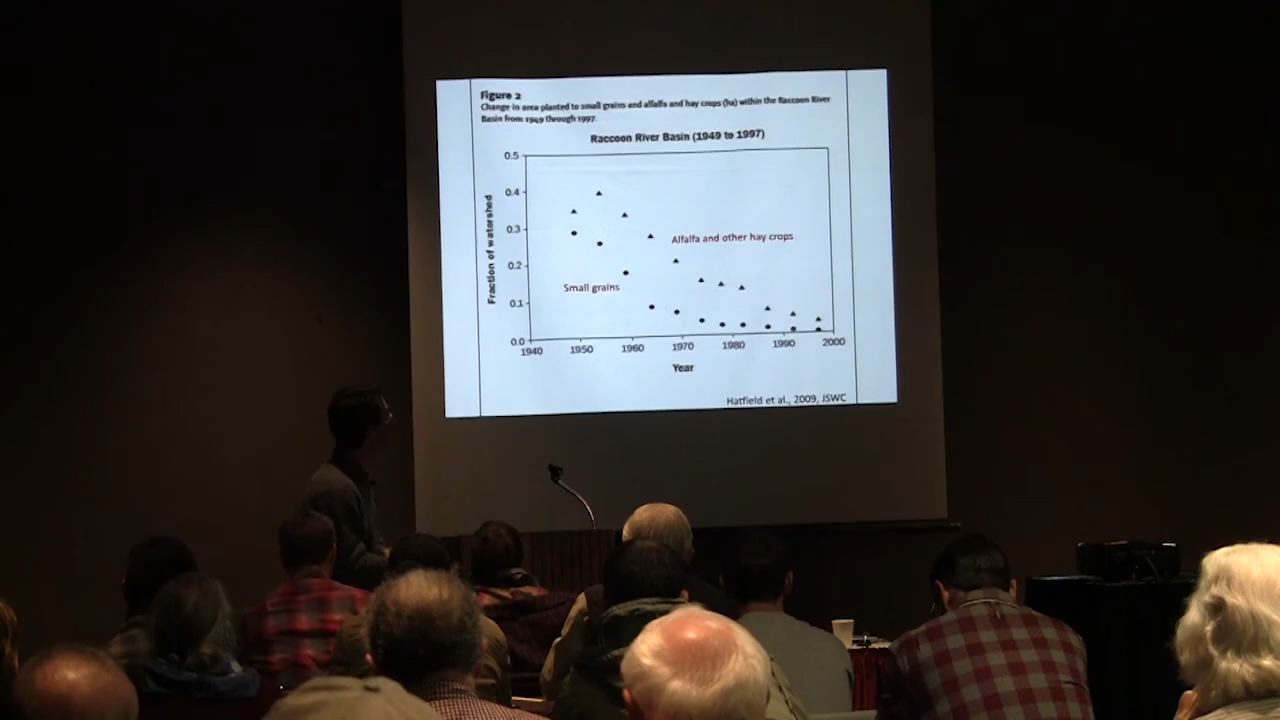 Figure 2
Change in area planted to small grains and alfalfa and hay crops (ha) within the Raccoon River
Basin from 1949 through 1997.
Raccoon River Basin (1949 to 1997)
0.5
0.4
0.3
0.2
0.1
0.0
Fraction of watershed
Alfalfa and other hay crops
Small grains
1940 1950 1960 1970 1980 1990 2000
Year
Hatfield et al., 2009, JSWC